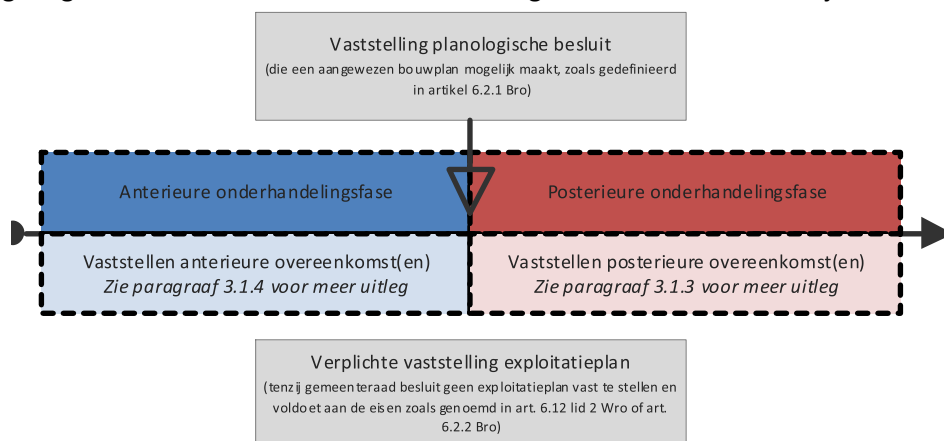 Vaststelling planologische besluit
(die een aangewezen bouwplan mogelijk maakt, zoals gedefinieerd
in artikel 6.2.1 Bro)
Anterieure onderhandelingsfase
Posterieure onderhandelingsfase
Vaststellen anterieure overeenkomst(en)
Zie paragraaf 3.1.4 voor meer uitleg
Vaststellen posterieure overeenkomst(en)
Zie paragraaf 3.1.3 voor meer uitleg
Verplichte vaststelling exploitatieplan
(tenzij gemeenteraad besluit geen exploitatieplan vast te stellen en
voldoet aan de eisen zoals genoemd in art. 6.12 lid 2 Wro of art.
6.2.2 Bro)